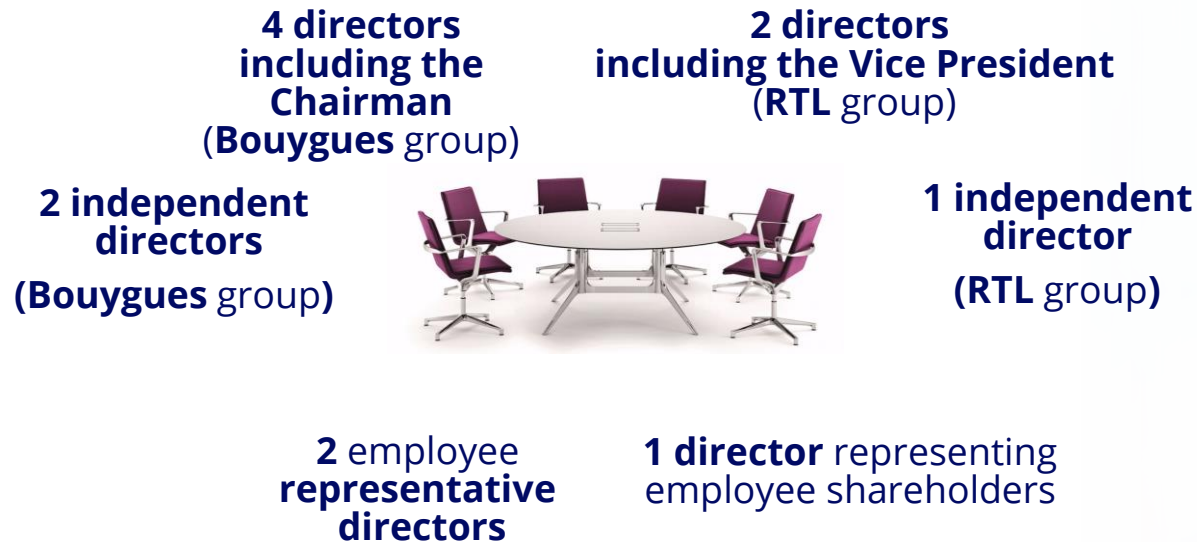 4 directors
including the
Chairman
(Bouygues group)
2 directors
including the Vice President
(RTL group)
2 independent
directors
(Bouygues group)
1 independent
director
(RTL group)
2 employee
representative
directors
1 director representing
employee shareholders